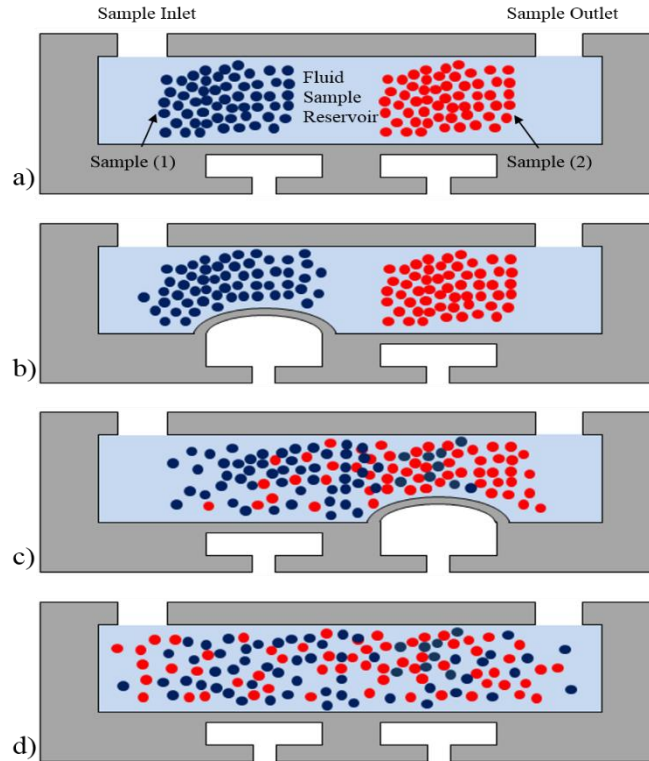 Sample Inlet
Sample Outlet
Fluid
Sample
Reservoir
Sample (1)
Sample (2)
a)
b)
c)
d)